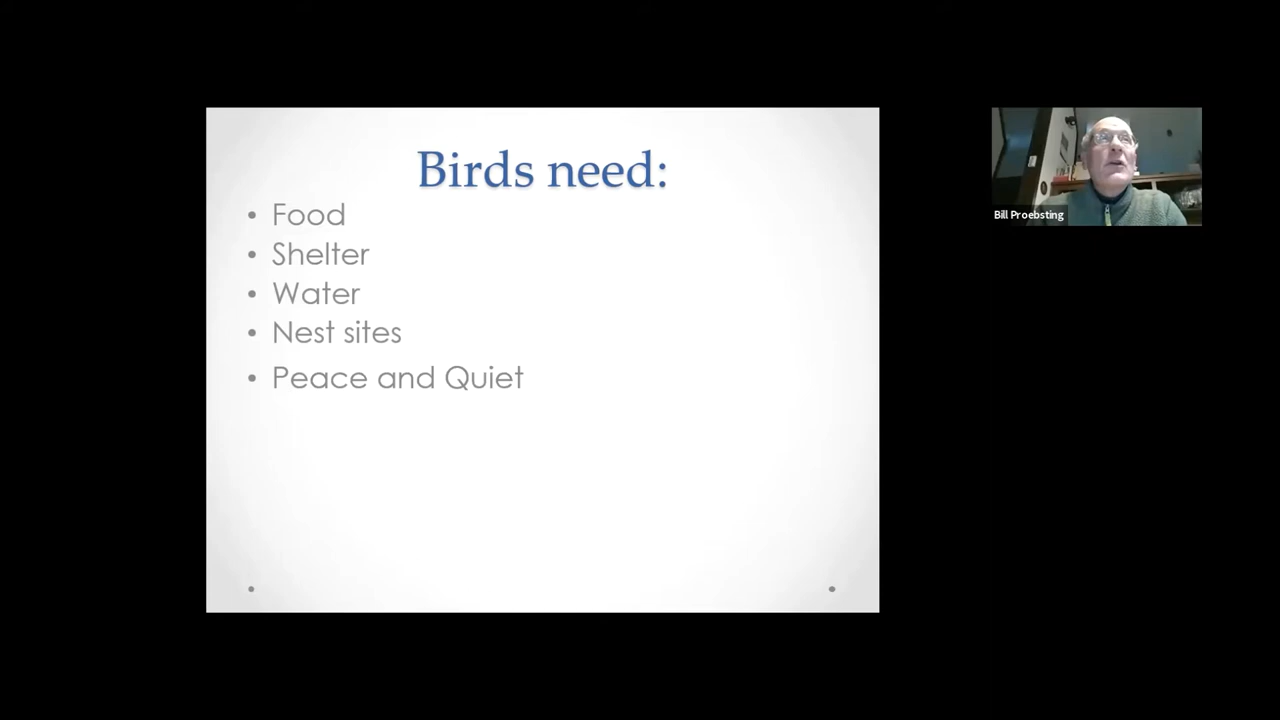 Birds need:
• Food
• Shelter
• Water
• Nest sites
• Peace and Quiet
Bill Proebsting